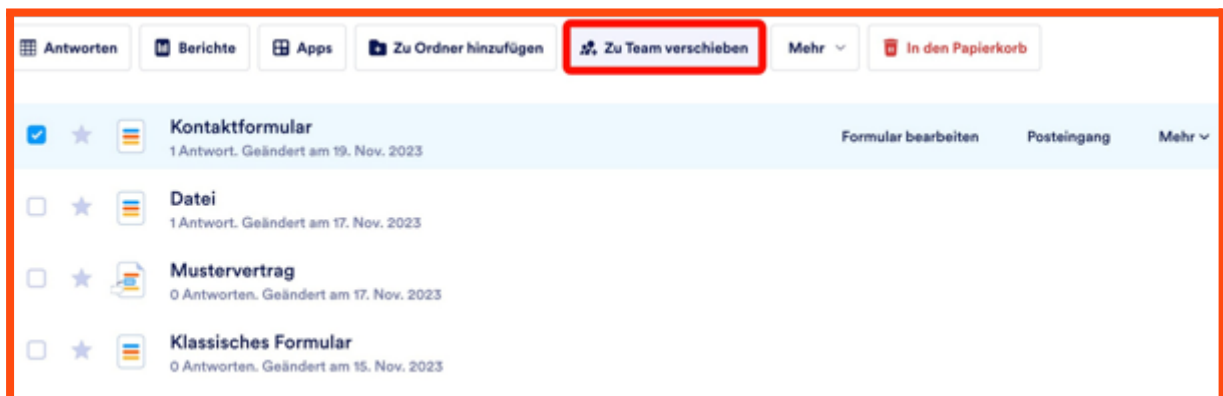 Antworten Berichte Apps Zu Ordner hinzufügen Zu Team verschieben Mehr In den Papierkorb
Kontaktformular
1 Antwort. Geändert am 19. Nov. 2023
Formular bearbeiten Posteingang Mehr
Datei
1 Antwort. Geändert am 17. Nov. 2023
Mustervertrag
0 Antworten. Geändert am 17. Nov. 2023
Klassisches Formular
0 Antworten. Geändert am 15. Nov. 2023